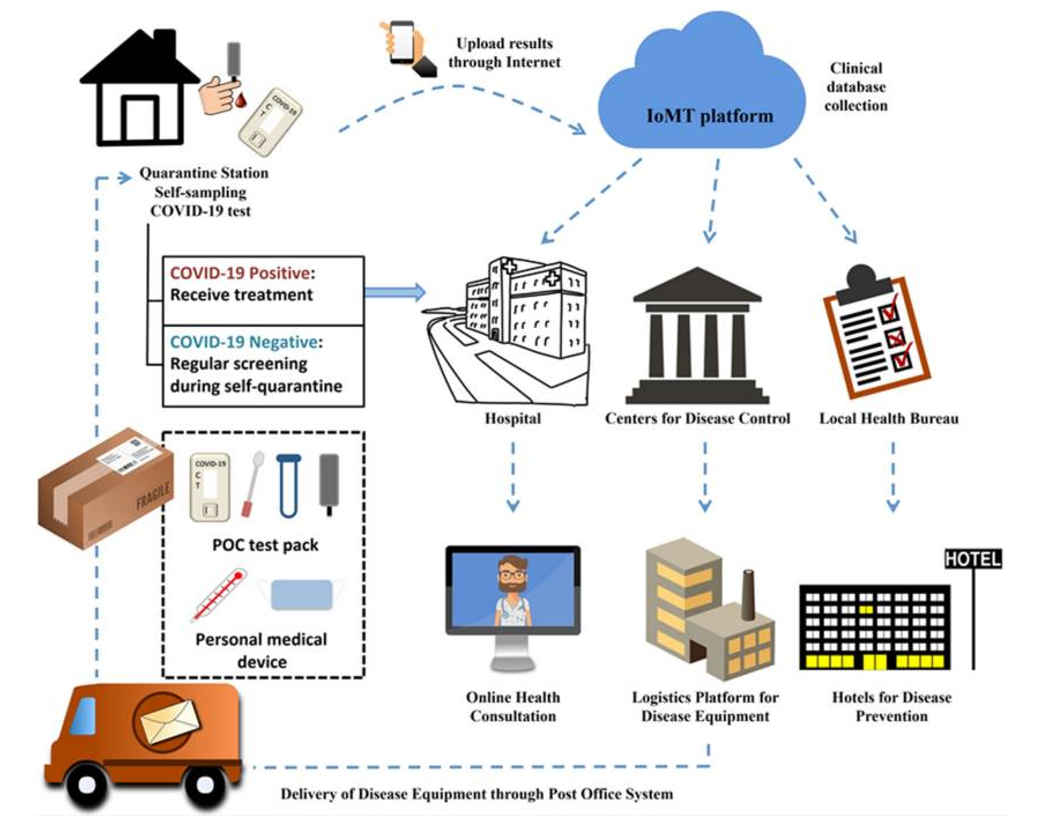 Upload results
through Internet
IoMT platform
Clinical
database
collection
COVID-19
C
T
Quarantine Station
Self-sampling
COVID-19 test
COVID-19 Positive:
Receive treatment
COVID-19 Negative:
Regular screening
during self-quarantine
Hospital
Centers for Disease Control
Local Health Bureau
FRAGILE
COVID-19
C
T
POC test pack
Personal medical
device
HOTEL
Online Health
Consultation
Logistics Platform for
Disease Equipment
Hotels for Disease
Prevention
Delivery of Disease Equipment through Post Office System